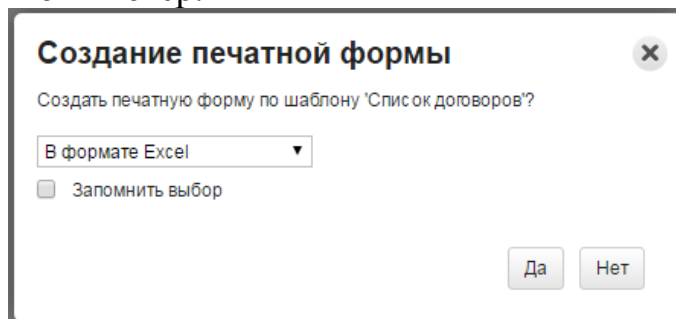 Создание печатной формы
Создать печатную форму по шаблону 'Список договоров'?
В формате Excel
Запомнить выбор
Да Нет